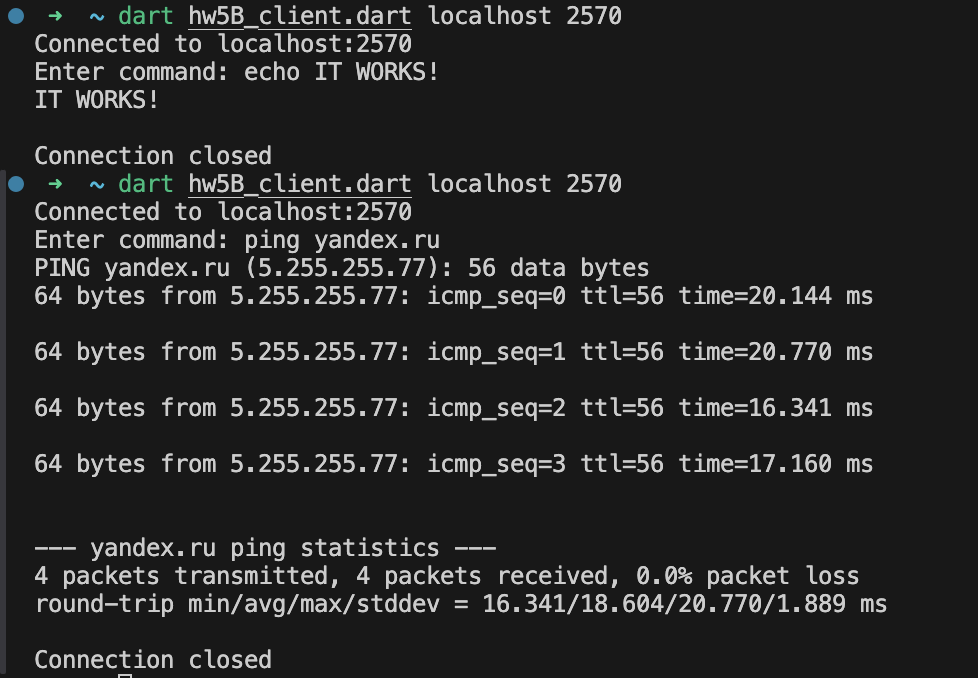 ➜ ~ dart hw5B_client.dart localhost 2570
Connected to localhost:2570
Enter command: echo IT WORKS!
IT WORKS!
Connection closed
➜ ~ dart hw5B_client.dart localhost 2570
Connected to localhost:2570
Enter command: ping yandex.ru
PING yandex.ru (5.255.255.77): 56 data bytes
64 bytes from 5.255.255.77: icmp_seq=0 ttl=56 time=20.144 ms
64 bytes from 5.255.255.77: icmp_seq=1 ttl=56 time=20.770 ms
64 bytes from 5.255.255.77: icmp_seq=2 ttl=56 time=16.341 ms
64 bytes from 5.255.255.77: icmp_seq=3 ttl=56 time=17.160 ms
--- yandex.ru ping statistics ---
4 packets transmitted, 4 packets received, 0.0% packet loss
round-trip min/avg/max/stddev = 16.341/18.604/20.770/1.889 ms
Connection closed